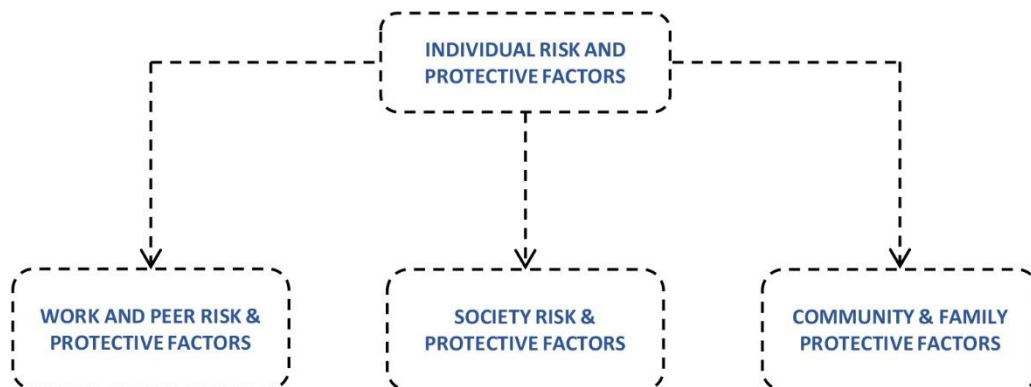 INDIVIDUAL RISK AND
PROTECTIVE FACTORS
WORK AND PEER RISK &
PROTECTIVE FACTORS
SOCIETY RISK &
PROTECTIVE FACTORS
COMMUNITY & FAMILY
PROTECTIVE FACTORS